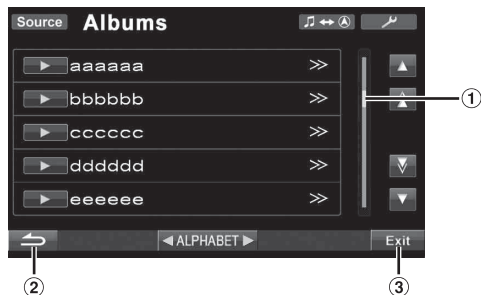 Source Albums
aaaaaa
bbbbbb
cccccc
dddddd
eeeeee
ALPHABET
Exit
1
2
3